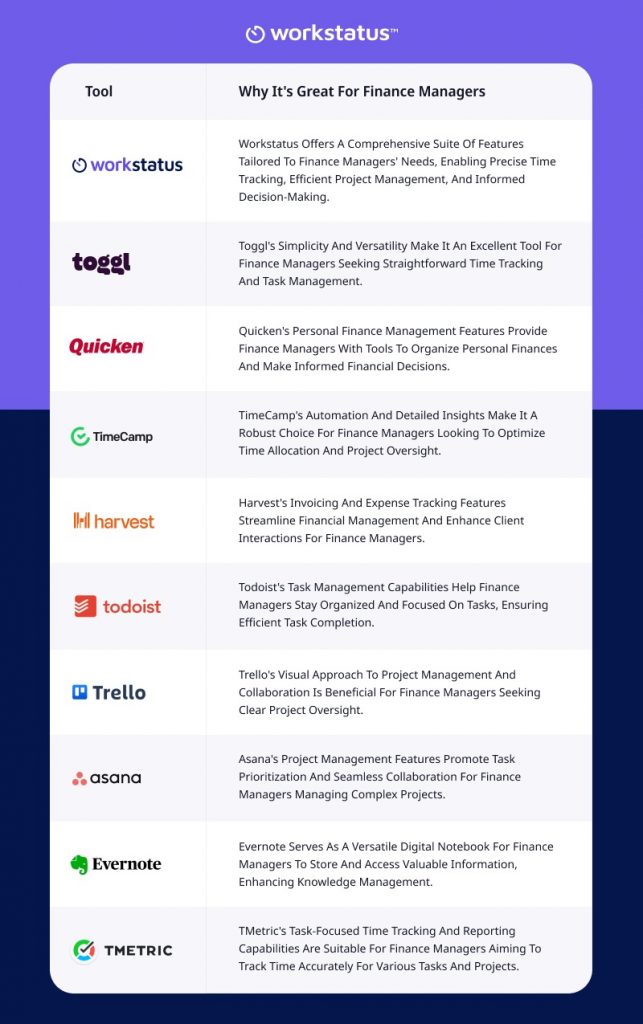 workstatus™
Tool
Why It's Great For Finance Managers
workstatus
Workstatus Offers A Comprehensive Suite Of Features
Tailored To Finance Managers' Needs, Enabling Precise Time
Tracking, Efficient Project Management, And Informed
Decision-Making.
toggl
Toggl's Simplicity And Versatility Make It An Excellent Tool For
Finance Managers Seeking Straightforward Time Tracking
And Task Management.
Quicken
Quicken's Personal Finance Management Features Provide
Finance Managers With Tools To Organize Personal Finances
And Make Informed Financial Decisions.
TimeCamp
TimeCamp's Automation And Detailed Insights Make It A
Robust Choice For Finance Managers Looking To Optimize
Time Allocation And Project Oversight.
harvest
Harvest's Invoicing And Expense Tracking Features
Streamline Financial Management And Enhance Client
Interactions For Finance Managers.
todoist
Todoist's Task Management Capabilities Help Finance
Managers Stay Organized And Focused On Tasks, Ensuring
Efficient Task Completion.
Trello
Trello's Visual Approach To Project Management And
Collaboration Is Beneficial For Finance Managers Seeking
Clear Project Oversight.
asana
Asana's Project Management Features Promote Task
Prioritization And Seamless Collaboration For Finance
Managers Managing Complex Projects.
Evernote
Evernote Serves As A Versatile Digital Notebook For Finance
Managers To Store And Access Valuable Information,
Enhancing Knowledge Management.
TMETRIC
TMetric's Task-Focused Time Tracking And Reporting
Capabilities Are Suitable For Finance Managers Aiming To
Track Time Accurately For Various Tasks And Projects.